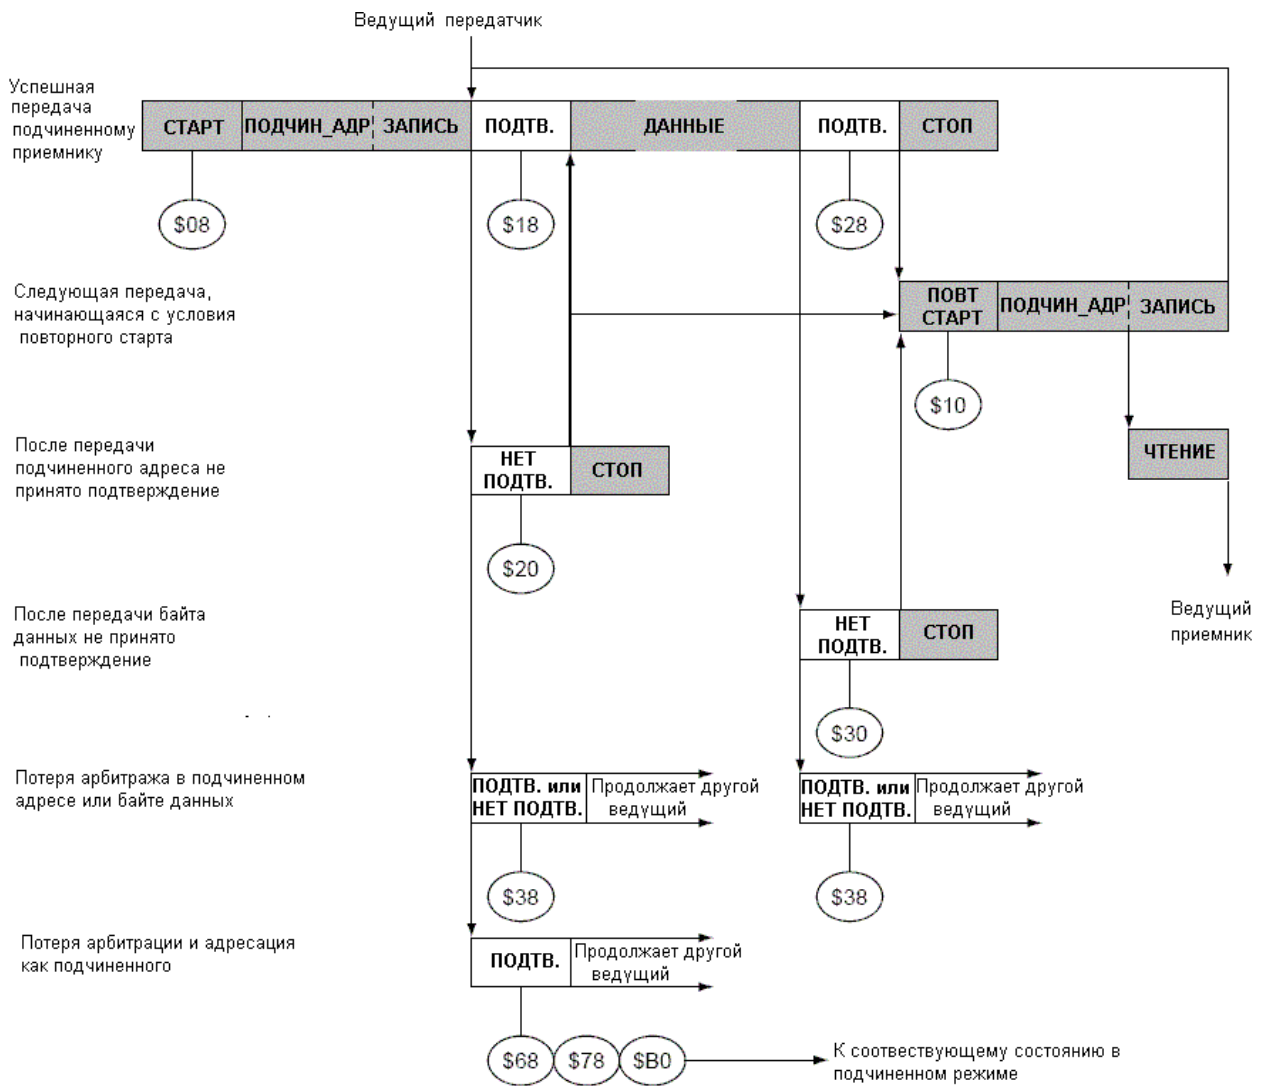 Ведущий передатчик
Успешная
передача
подчиненному
приемнику
СТАРТ ПОДЧИН_АДР ЗАПИСЬ ПОДТВ. ДАННЫЕ ПОДТВ. СТОП
$08 $18 $28
Следующая передача,
начинающаяся с условия
повторного старта
ПОВТ
СТАРТ ПОДЧИН_АДР ЗАПИСЬ
$10
После передачи
подчиненного адреса не
принято подтверждение
НЕТ
ПОДТВ. СТОП
ЧТЕНИЕ
$20
После передачи байта
данных не принято
подтверждение
НЕТ
ПОДТВ. СТОП
Ведущий
приемник
$30
Потеря арбитража в подчиненном
адресе или байте данных
ПОДТВ. или
НЕТ ПОДТВ.
Продолжает другой
ведущий
ПОДТВ. или
НЕТ ПОДТВ.
Продолжает другой
ведущий
$38 $38
Потеря арбитрации и адресация
как подчиненного
ПОДТВ.
Продолжает другой
ведущий
$68 $78 $B0
К соотвествующему состоянию в
подчиненном режиме